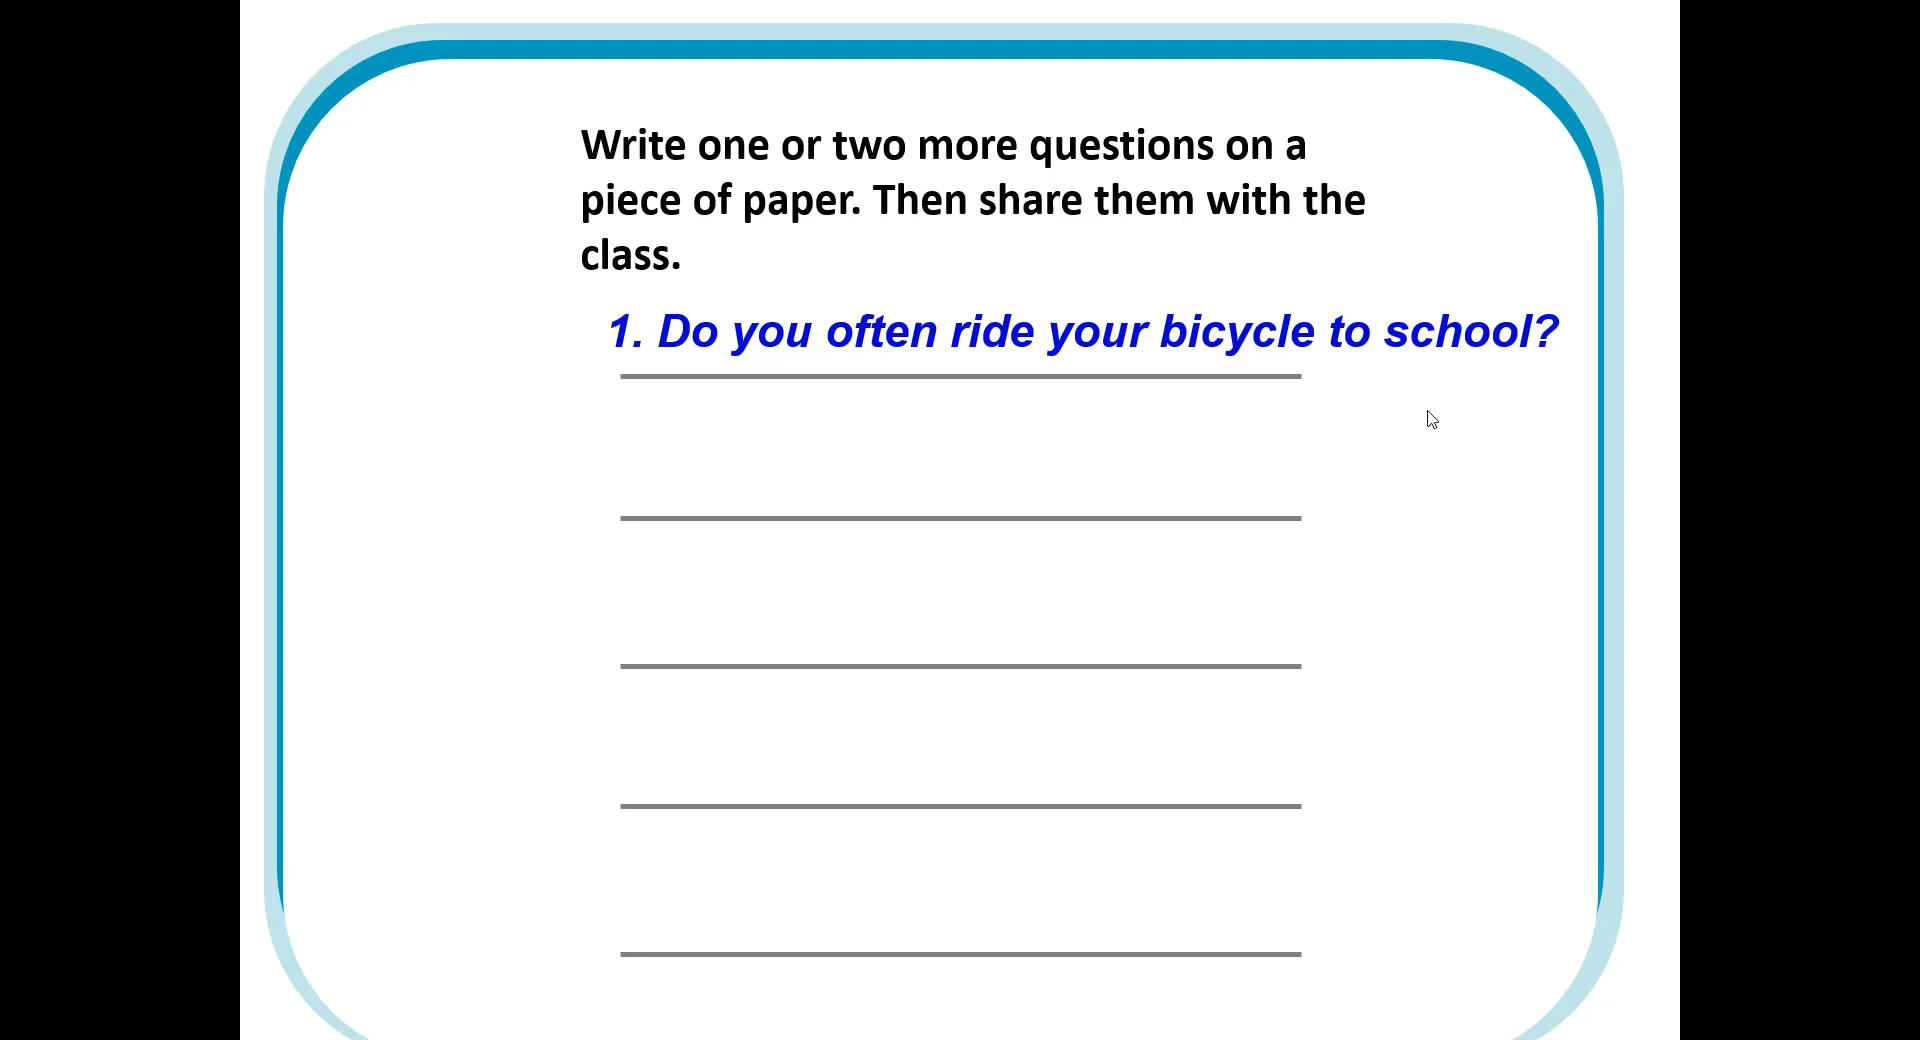 Write one or two more questions on a
piece of paper. Then share them with the
class.
1. Do you often ride your bicycle to school?